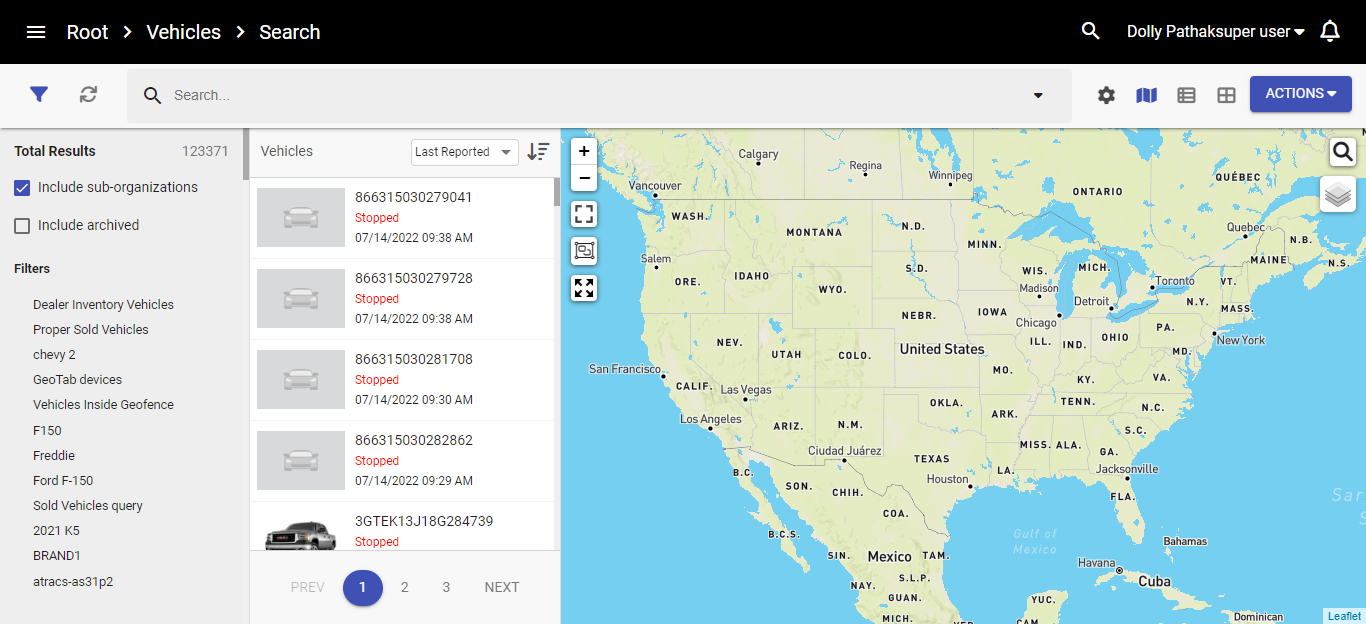 Root > Vehicles > Search
Dolly Pathaksuper user
Search...
ACTIONS
Total Results 123371
Include sub-organizations
Include archived
Filters
Dealer Inventory Vehicles
Proper Sold Vehicles
chevy 2
GeoTab devices
Vehicles Inside Geofence
F150
Freddie
Ford F-150
Sold Vehicles query
2021 K5
BRAND1
atracs-as31p2
Vehicles
Last Reported
866315030279041
Stopped
07/14/2022 09:38 AM
866315030279728
Stopped
07/14/2022 09:38 AM
866315030281708
Stopped
07/14/2022 09:30 AM
866315030282862
Stopped
07/14/2022 09:29 AM
3GTEK13J18G284739
Stopped
PREV 1 2 3 NEXT
+
−
Calgary
Regina
Winnipeg
Vancouver
ONTARIO
QUÉBEC
WASH.
MONTANA
N.D.
MINN.
Quebec
N.B.
MAINE
N.S.
Salem
ORE.
IDAHO
WYO.
S.D.
WIS.
MICH.
Madison
Toronto
VT.
Detroit
N.Y.
MASS.
NEBR.
IOWA
Chicago
ILL.
IND.
OHIO
PA.
New York
NEV.
UTAH
COLO.
United States
MD.
San Francisco
CALIF.
Las Vegas
MO.
KY.
VA.
Los Angeles
ARIZ.
N.M.
OKLA.
ARK.
TENN.
N.C.
S.C.
MISS.
ALA.
GA.
Ciudad Juárez
TEXAS
LA.
Jacksonville
Houston
B.C.
SON.
CHIH.
FLA.
COA.
Sar
S
B.C.S.
Gulf of
Mexico
Bahamas
SIN.
Mexico
TAM.
Havana
Cuba
NAY.
S.L.P.
GUAN.
YUC.
MICH.
VER.
CAM.
Dominican
Leaflet